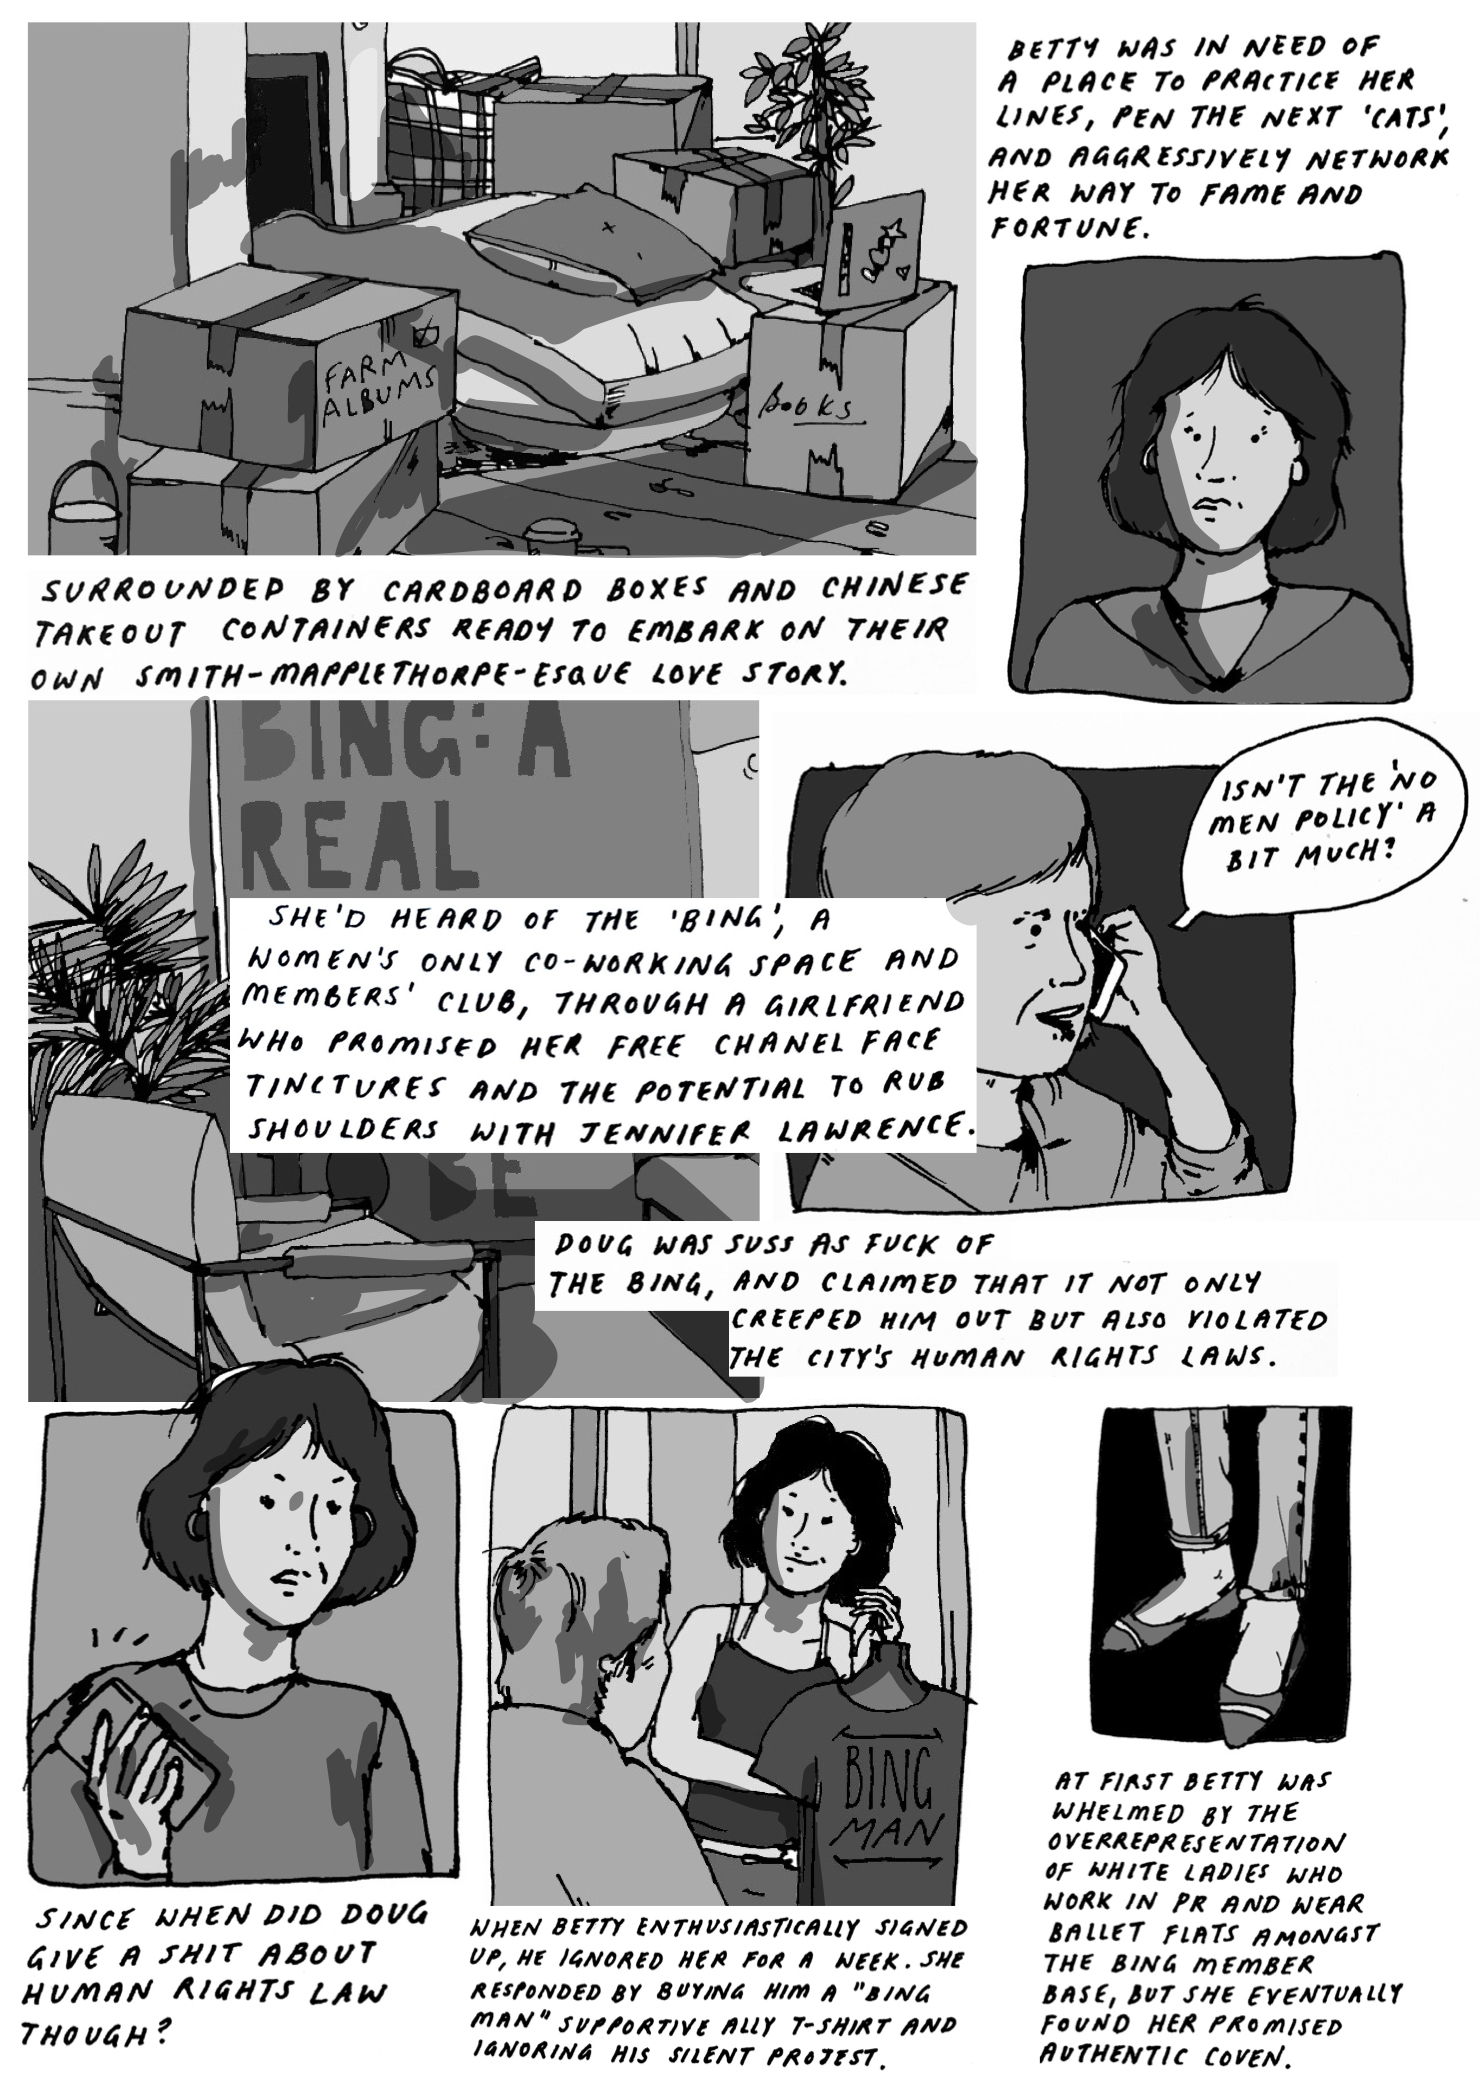 BETTY WAS IN NEED OF
A PLACE TO PRACTICE HER
LINES, PEN THE NEXT 'CATS',
AND AGGRESSIVELY NETWORK
HER WAY TO FAME AND
FORTUNE.
FARM
ALBUMS
BOOKS
SURROUNDED BY CARDBOARD BOXES AND CHINESE
TAKEOUT CONTAINERS READY TO EMBARK ON THEIR
OWN SMITH-MAPPLETHORPE-ESQUE LOVE STORY.
BING: A
REAL
BE
ISN'T THE 'NO
MEN POLICY' A
BIT MUCH?
SHE'D HEARD OF THE 'BING', A
WOMEN'S ONLY CO-WORKING SPACE AND
MEMBERS' CLUB, THROUGH A GIRLFRIEND
WHO PROMISED HER FREE CHANEL FACE
TINCTURES AND THE POTENTIAL TO RUB
SHOULDERS WITH JENNIFER LAWRENCE.
DOUG WAS SUSS AS FUCK OF
THE BING, AND CLAIMED THAT IT NOT ONLY
CREEPED HIM OUT BUT ALSO VIOLATED
THE CITY'S HUMAN RIGHTS LAWS.
SINCE WHEN DID DOUG
GIVE A SHIT ABOUT
HUMAN RIGHTS LAW
THOUGH?
BING
MAN
WHEN BETTY ENTHUSIASTICALLY SIGNED
UP, HE IGNORED HER FOR A WEEK. SHE
RESPONDED BY BUYING HIM A "BING
MAN" SUPPORTIVE ALLY T-SHIRT AND
IGNORING HIS SILENT PROTEST.
AT FIRST BETTY WAS
WHELMED BY THE
OVERREPRESENTATION
OF WHITE LADIES WHO
WORK IN PR AND WEAR
BALLET FLATS AMONGST
THE BING MEMBER
BASE, BUT SHE EVENTUALLY
FOUND HER PROMISED
AUTHENTIC COVEN.